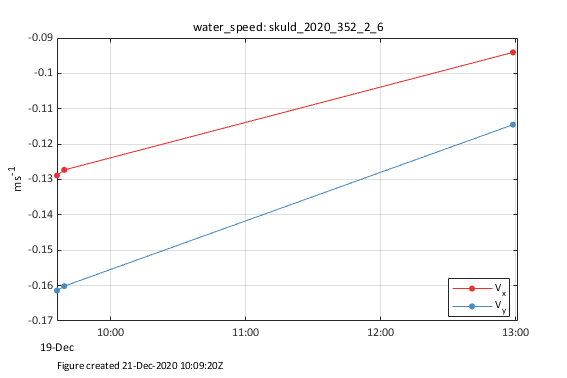 water_speed: skuld_2020_352_2_6
-0.09
-0.1
-0.11
-0.12
-0.13
-0.14
-0.15
-0.16
-0.17
ms-1
Vx
Vy
10:00 11:00 12:00 13:00
19-Dec
Figure created 21-Dec-2020 10:09:20Z